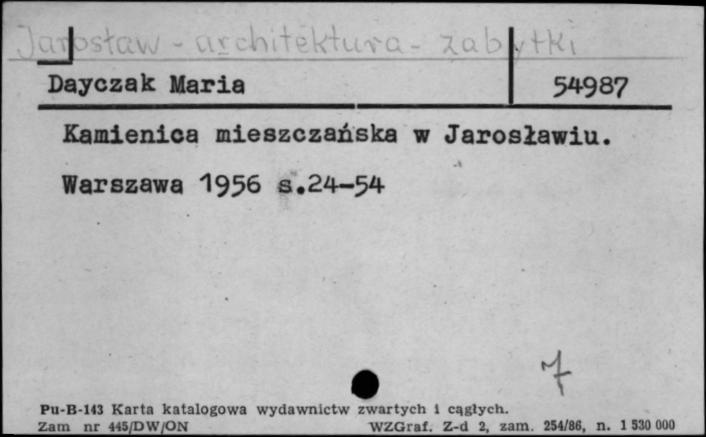 Jarosław - architektura - zabytki
Dayczak Maria 54987
Kamienica mieszczańska w Jarosławiu.
Warszawa 1956 s.24-54
7
Pu-B-143 Karta katalogowa wydawnictw zwartych i ciągłych.
Zam nr 445/DW/ON WZGraf. Z-d 2, zam. 254/86, n. 1 530 000